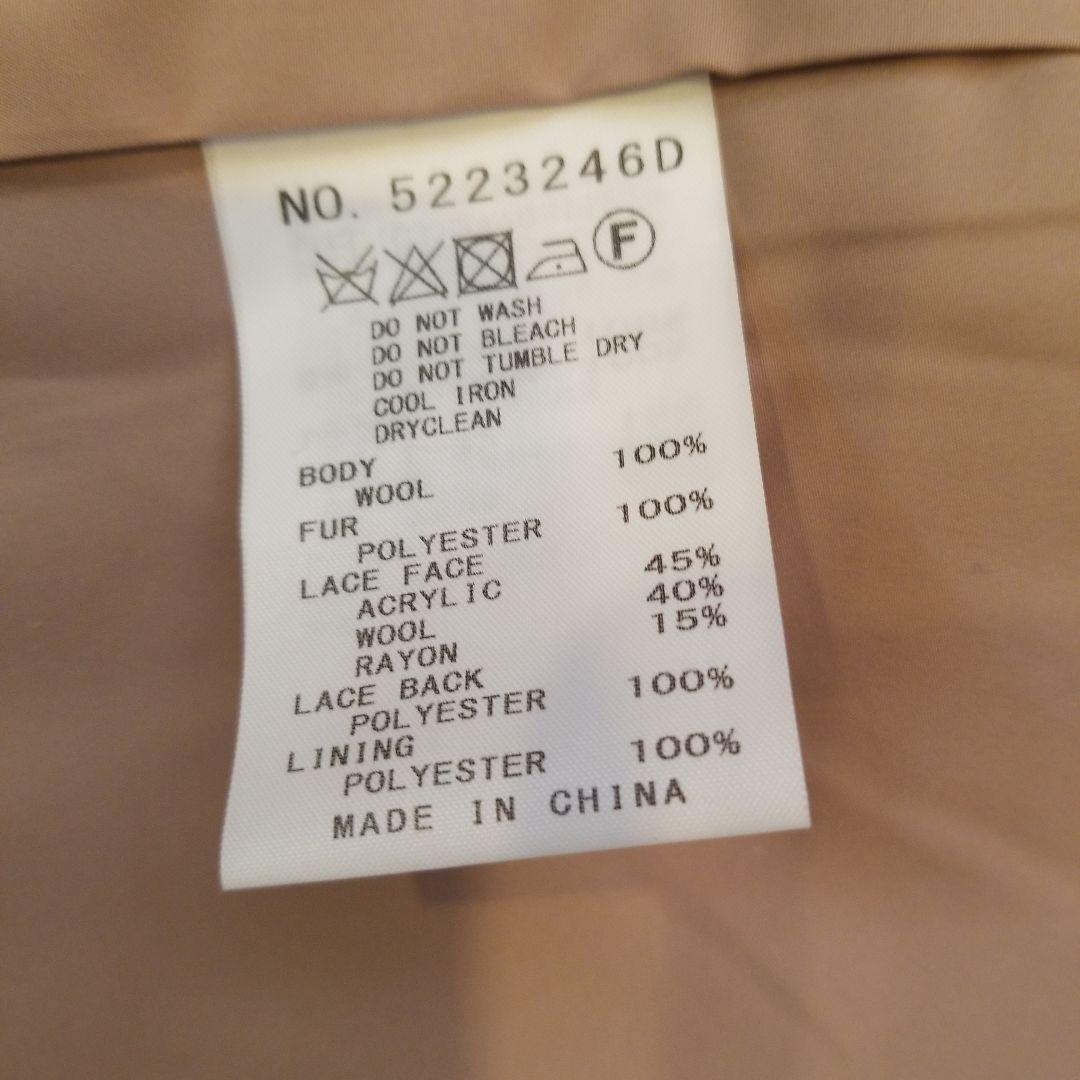 NO. 5223246D
F
DO NOT WASH
DO NOT BLEACH
DO NOT TUMBLE DRY
COOL IRON
DRYCLEAN
BODY
WOOL 100%
FUR
POLYESTER 100%
LACE FACE
ACRYLIC 45%
WOOL 40%
RAYON 15%
LACE BACK
POLYESTER 100%
LINING
POLYESTER 100%
MADE IN CHINA